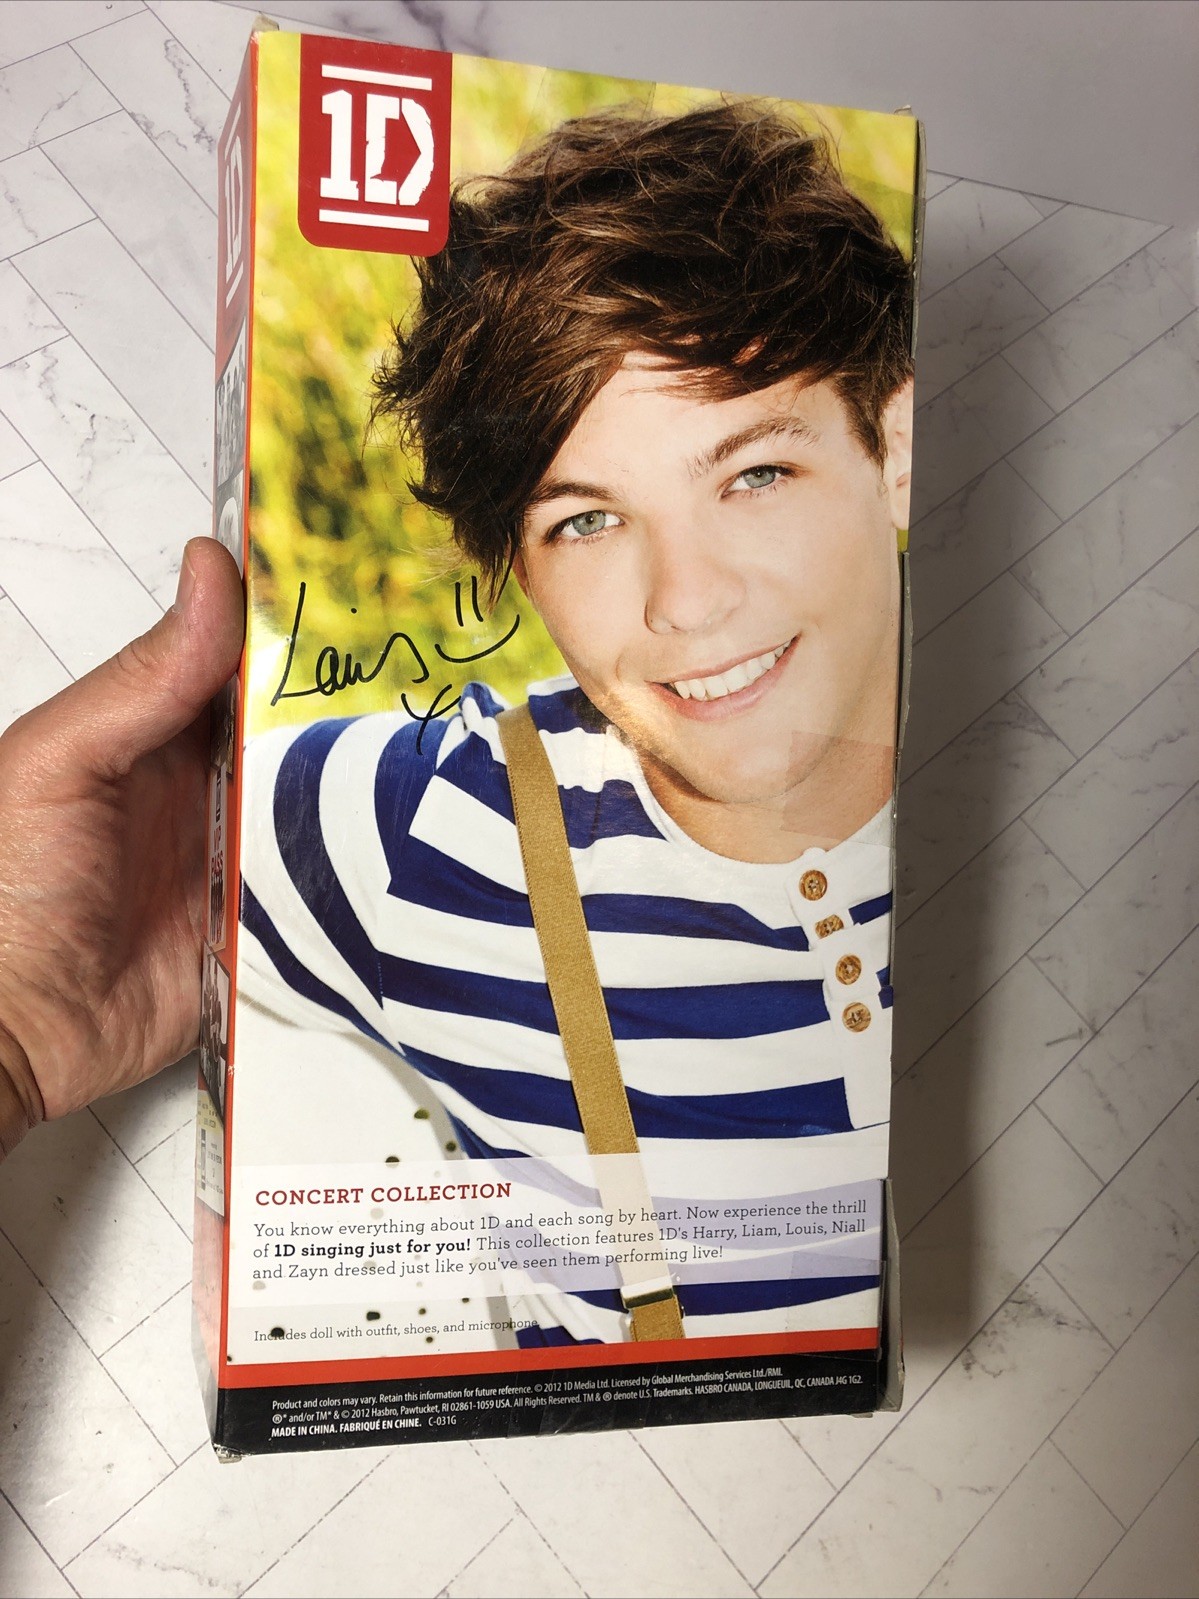 1D
Louis
CONCERT COLLECTION
You know everything about 1D and each song by heart. Now experience the thrill
of 1D singing just for you! This collection features 1D's Harry, Liam, Louis, Niall
and Zayn dressed just like you've seen them performing live!
Includes doll with outfit, shoes, and microphone.
Product and colors may vary. Retain this information for future reference. © 2012 1D Media Ltd. Licensed by Global Merchandising Services Ltd./RML
®* and/or TM* & © 2012 Hasbro, Pawtucket, RI 02861-1059 USA. All Rights Reserved. TM & ® denote U.S. Trademarks. HASBRO CANADA, LONGUEUIL, QC, CANADA J4G 1G2.
MADE IN CHINA. FABRIQUÉ EN CHINE. C-031G